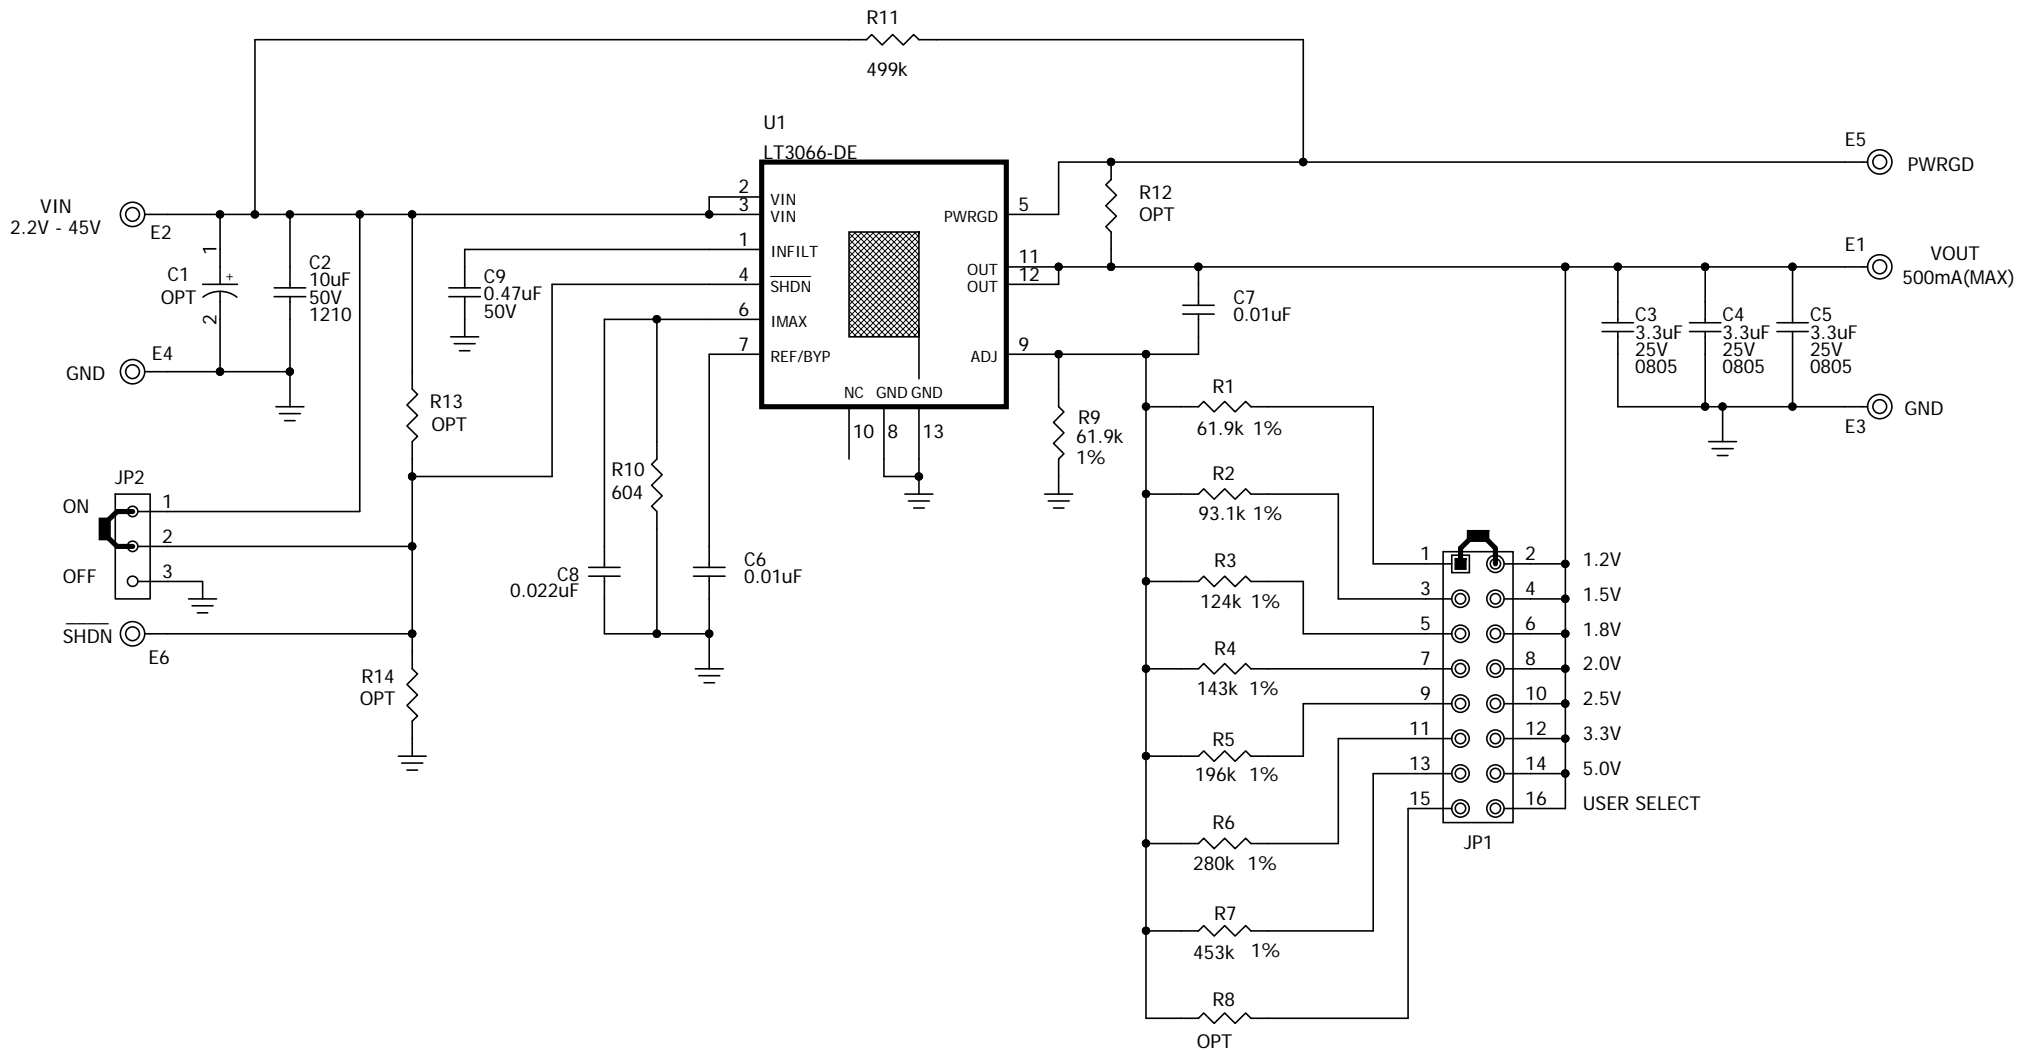 R11
499k
U1
LT3066-DE
E5
PWRGD
VIN
2.2V - 45V
E2
2
3
VIN
VIN
1
INFILT
4
SHDN
6
IMAX
7
REF/BYP
PWRGD
5
OUT
OUT
11
12
ADJ
9
NC
GND
GND
10
8
13
R12
OPT
E1
VOUT
500mA(MAX)
1
+
C1
OPT
2
C2
10uF
50V
1210
C9
0.47uF
50V
C7
0.01uF
C3
3.3uF
25V
0805
C4
3.3uF
25V
0805
C5
3.3uF
25V
0805
E4
GND
GND
E3
R13
OPT
R10
604
R9
61.9k
1%
JP2
ON
1
2
OFF
3
SHDN
E6
R14
OPT
C8
0.022uF
C6
0.01uF
R1
61.9k 1%
R2
93.1k 1%
R3
124k 1%
R4
143k 1%
R5
196k 1%
R6
280k 1%
R7
453k 1%
R8
OPT
1 2 1.2V
3 4 1.5V
5 6 1.8V
7 8 2.0V
9 10 2.5V
11 12 3.3V
13 14 5.0V
15 16 USER SELECT
JP1